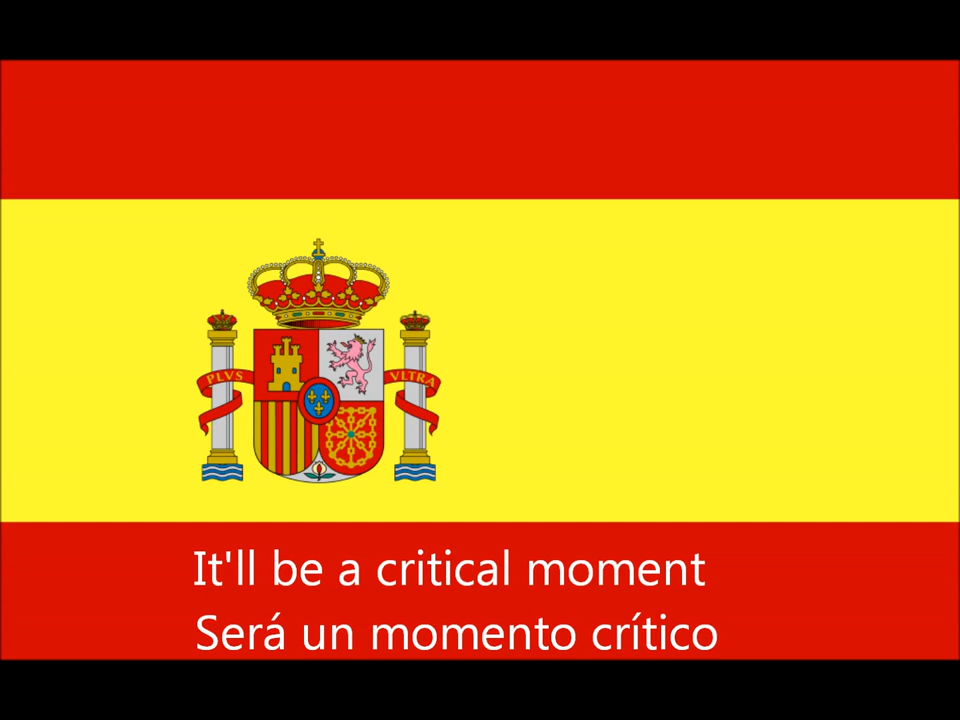 PLVS VLTRA
It'll be a critical moment
Será un momento crítico